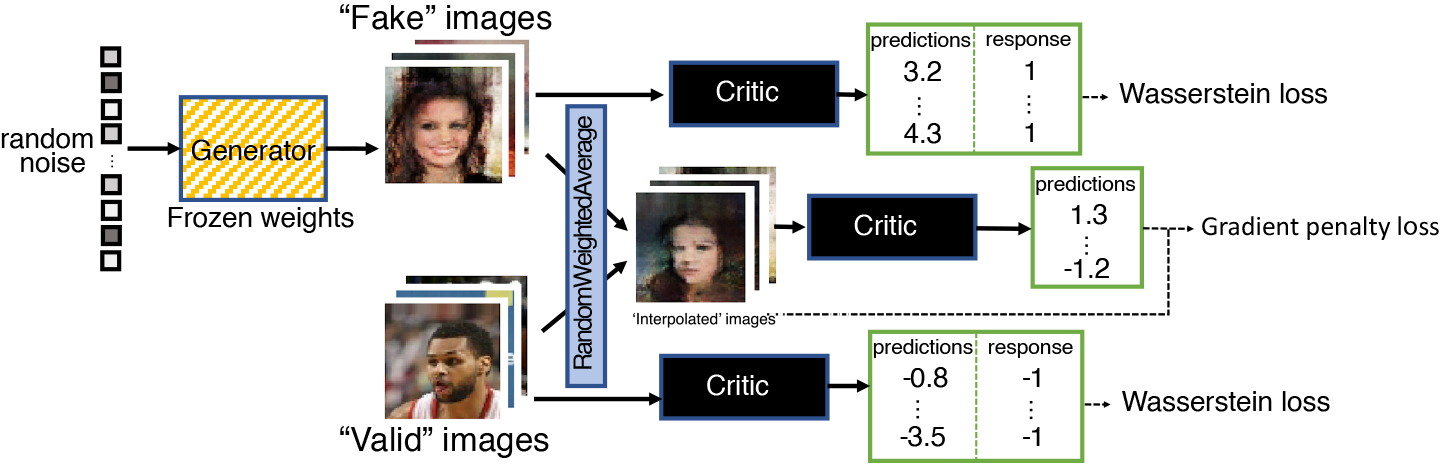 “Fake” images
random
noise
Generator
Frozen weights
RandomWeightedAverage
Critic
predictions response
3.2 1
4.3 1
Wasserstein loss
'Interpolated' images
Critic
predictions
1.3
-1.2
Gradient penalty loss
“Valid” images
Critic
predictions response
-0.8 -1
-3.5 -1
Wasserstein loss